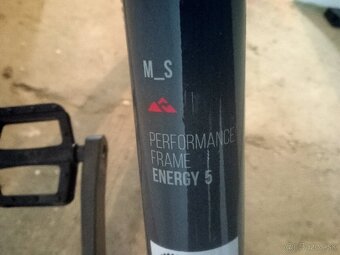 M_S
PERFORMANCE
FRAME
ENERGY 5